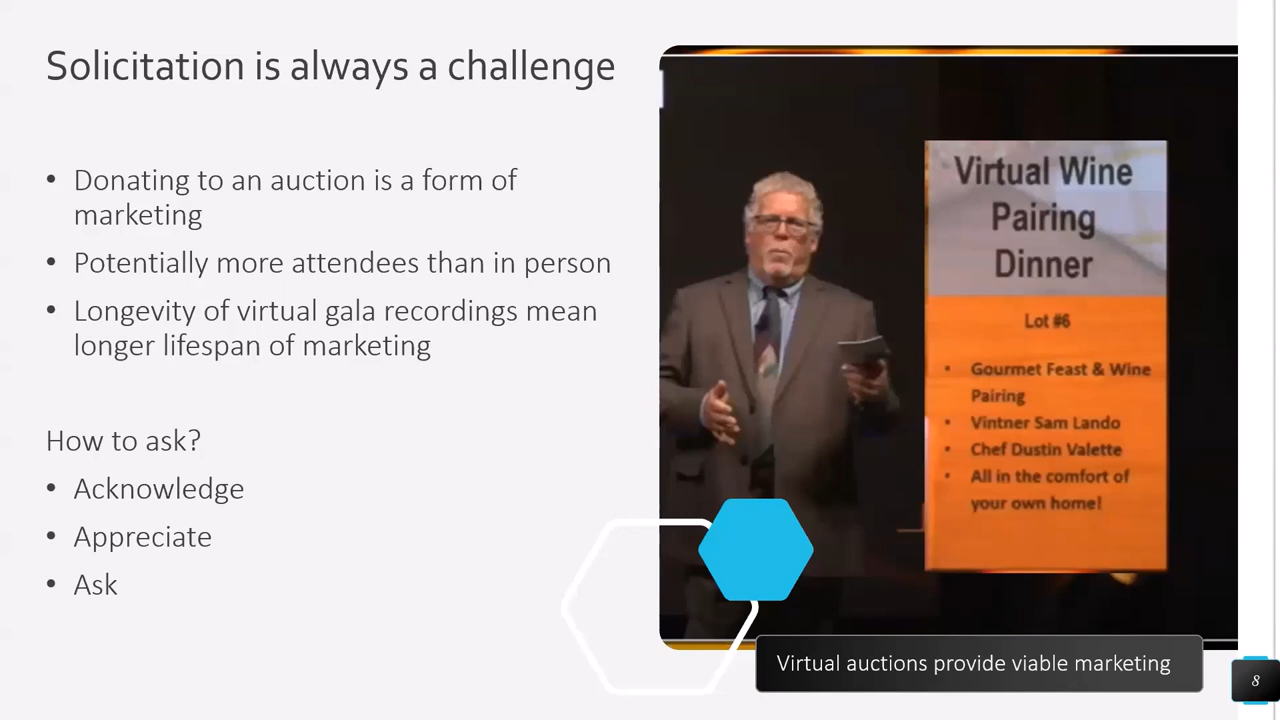 Solicitation is always a challenge
• Donating to an auction is a form of
marketing
• Potentially more attendees than in person
• Longevity of virtual gala recordings mean
longer lifespan of marketing
How to ask?
• Acknowledge
• Appreciate
• Ask
Virtual Wine
Pairing
Dinner
Lot #6
• Gourmet Feast & Wine
Pairing
• Vintner Sam Lando
• Chef Dustin Valette
• All in the comfort of
your own home!
Virtual auctions provide viable marketing
8